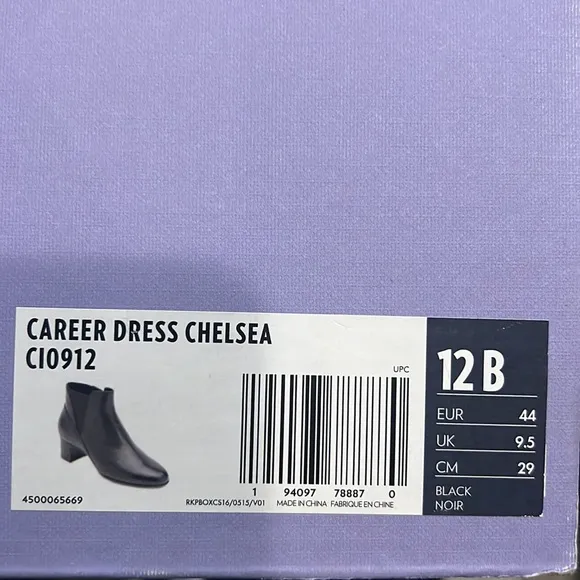 CAREER DRESS CHELSEA
CI0912
UPC
1 94097 78887 0
4500065669
RKPBOXCS16/0515/V01 MADE IN CHINA FABRIQUE EN CHINE
12 B
EUR 44
UK 9.5
CM 29
BLACK
NOIR